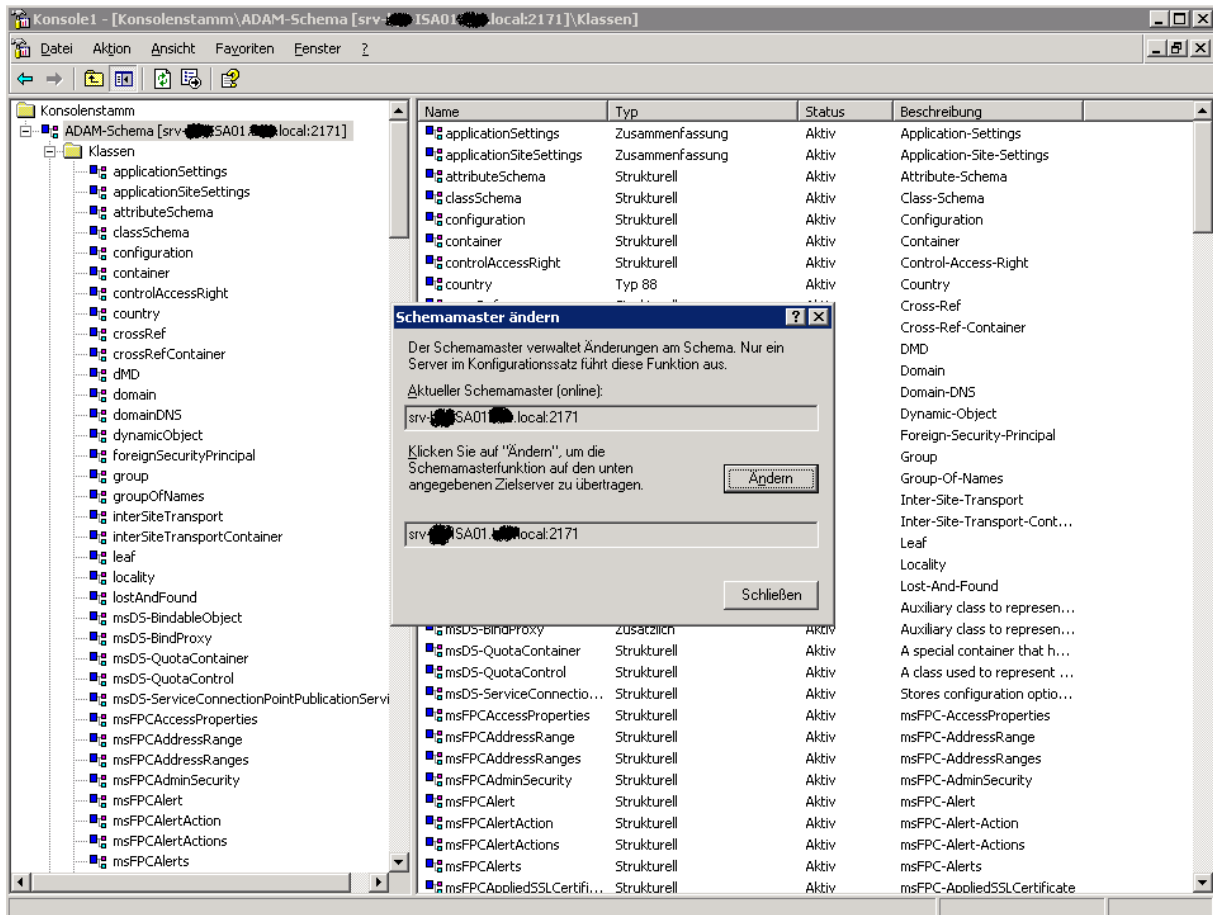 Konsole1 - [Konsolenstamm\ADAM-Schema [srv- ISA01 local:2171]\Klassen]
Datei Aktion Ansicht Favoriten Fenster ?
Konsolenstamm
ADAM-Schema [srv- SA01. local:2171]
Klassen
applicationSettings
applicationSiteSettings
attributeSchema
classSchema
configuration
container
controlAccessRight
country
crossRef
crossRefContainer
dMD
domain
domainDNS
dynamicObject
foreignSecurityPrincipal
group
groupOfNames
interSiteTransport
interSiteTransportContainer
leaf
locality
lostAndFound
msDS-BindableObject
msDS-BindProxy
msDS-QuotaContainer
msDS-QuotaControl
msDS-ServiceConnectionPointPublicationServi
msFPCAccessProperties
msFPCAddressRange
msFPCAddressRanges
msFPCAdminSecurity
msFPCAlert
msFPCAlertAction
msFPCAlertActions
msFPCAlerts
Name Typ Status Beschreibung
applicationSettings Zusammenfassung Aktiv Application-Settings
applicationSiteSettings Zusammenfassung Aktiv Application-Site-Settings
attributeSchema Strukturell Aktiv Attribute-Schema
classSchema Strukturell Aktiv Class-Schema
configuration Strukturell Aktiv Configuration
container Strukturell Aktiv Container
controlAccessRight Strukturell Aktiv Control-Access-Right
country Typ 88 Aktiv Country
Cross-Ref
Cross-Ref-Container
DMD
Domain
Domain-DNS
Dynamic-Object
Foreign-Security-Principal
Group
Group-Of-Names
Inter-Site-Transport
Inter-Site-Transport-Cont...
Leaf
Locality
Lost-And-Found
Auxiliary class to represen...
msDS-BindProxy Zusätzlich Aktiv Auxiliary class to represen...
msDS-QuotaContainer Strukturell Aktiv A special container that h...
msDS-QuotaControl Strukturell Aktiv A class used to represent ...
msDS-ServiceConnectio... Strukturell Aktiv Stores configuration optio...
msFPCAccessProperties Strukturell Aktiv msFPC-AccessProperties
msFPCAddressRange Strukturell Aktiv msFPC-AddressRange
msFPCAddressRanges Strukturell Aktiv msFPC-AddressRanges
msFPCAdminSecurity Strukturell Aktiv msFPC-AdminSecurity
msFPCAlert Strukturell Aktiv msFPC-Alert
msFPCAlertAction Strukturell Aktiv msFPC-Alert-Action
msFPCAlertActions Strukturell Aktiv msFPC-Alert-Actions
msFPCAlerts Strukturell Aktiv msFPC-Alerts
msFPCAppliedSSLCertifi... Strukturell Aktiv msFPC-AppliedSSLCertificate
Schemamaster ändern
Der Schemamaster verwaltet Änderungen am Schema. Nur ein
Server im Konfigurationssatz führt diese Funktion aus.
Aktueller Schemamaster (online):
srv- SA01 .local:2171
Klicken Sie auf "Ändern", um die
Schemamasterfunktion auf den unten
angegebenen Zielserver zu übertragen.
Ändern
srv- ISA01. local:2171
Schließen